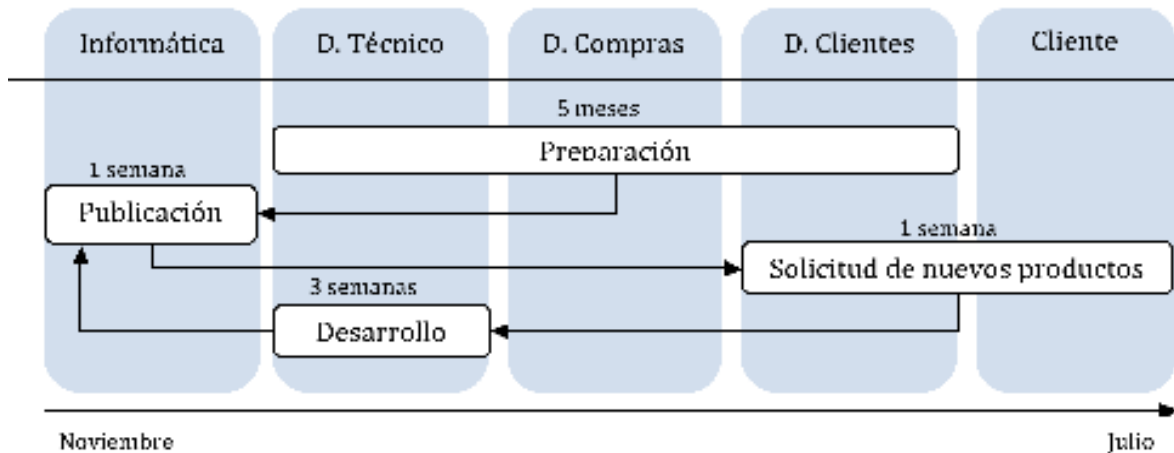 Informática
D. Técnico
D. Compras
D. Clientes
Cliente
5 meses
Preparación
1 semana
Publicación
1 semana
Solicitud de nuevos productos
3 semanas
Desarrollo
Noviembre
Julio